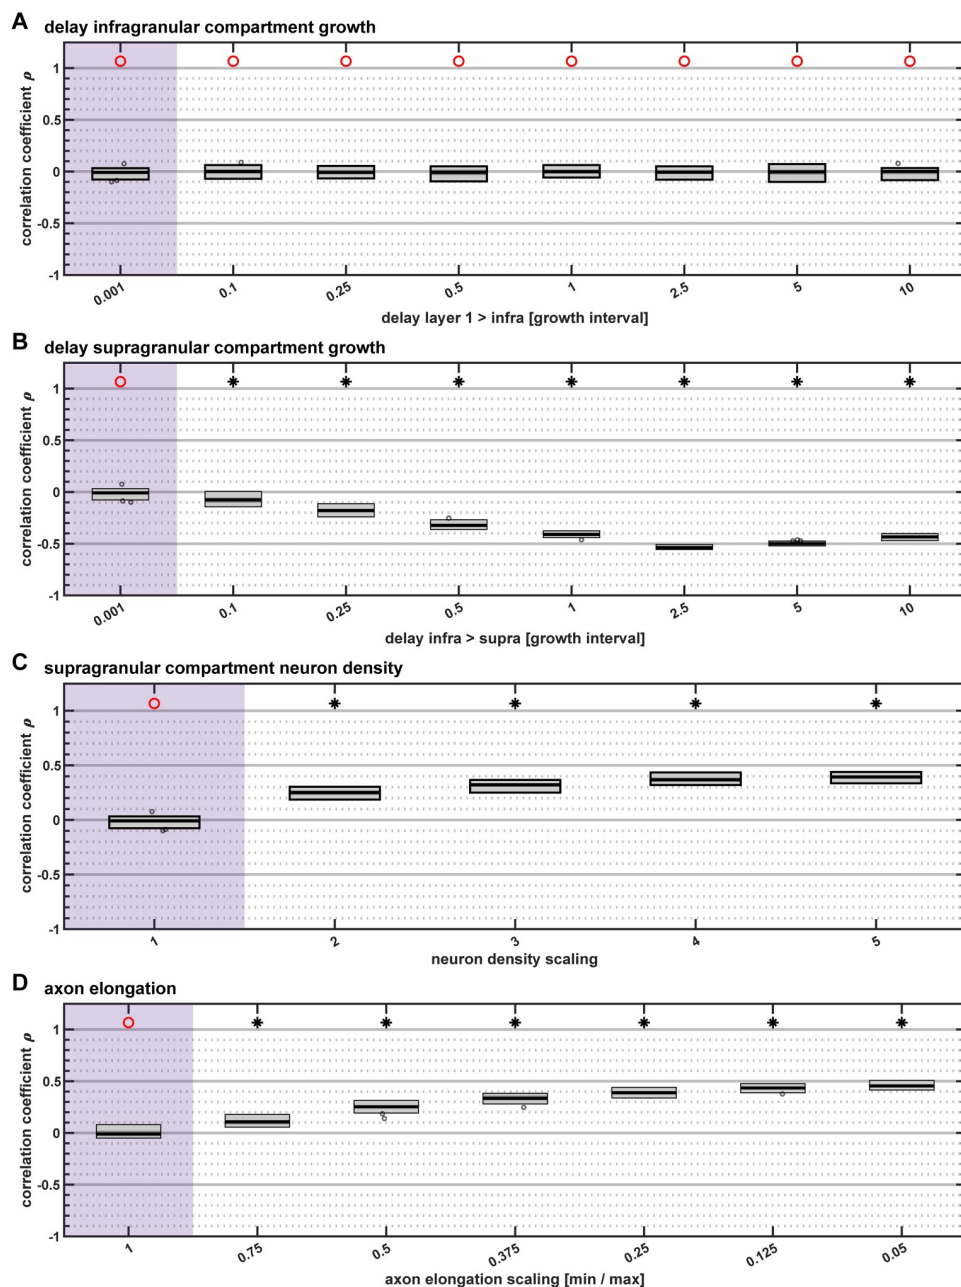 A delay infragranular compartment growth
correlation coefficient ρ
1
0.5
0
-0.5
-1
0.001 0.1 0.25 0.5 1 2.5 5 10
delay layer 1 > infra [growth interval]
B delay supragranular compartment growth
correlation coefficient ρ
1
0.5
0
-0.5
-1
0.001 0.1 0.25 0.5 1 2.5 5 10
delay infra > supra [growth interval]
C supragranular compartment neuron density
correlation coefficient ρ
1
0.5
0
-0.5
-1
1 2 3 4 5
neuron density scaling
D axon elongation
correlation coefficient ρ
1
0.5
0
-0.5
-1
1 0.75 0.5 0.375 0.25 0.125 0.05
axon elongation scaling [min / max]